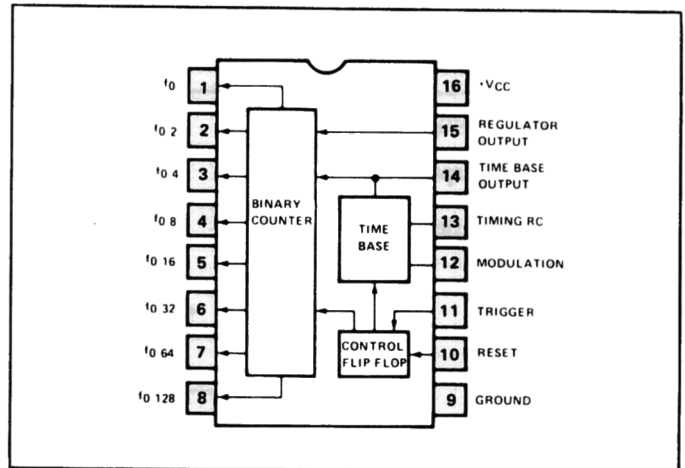 f0 1 16 +VCC
f0 2 2 15 REGULATOR
OUTPUT
f0 4 3 14 TIME BASE
OUTPUT
BINARY
COUNTER
f0 8 4 TIME
BASE 13 TIMING RC
f0 16 5 12 MODULATION
f0 32 6 11 TRIGGER
f0 64 7 CONTROL
FLIP FLOP 10 RESET
f0 128 8 9 GROUND